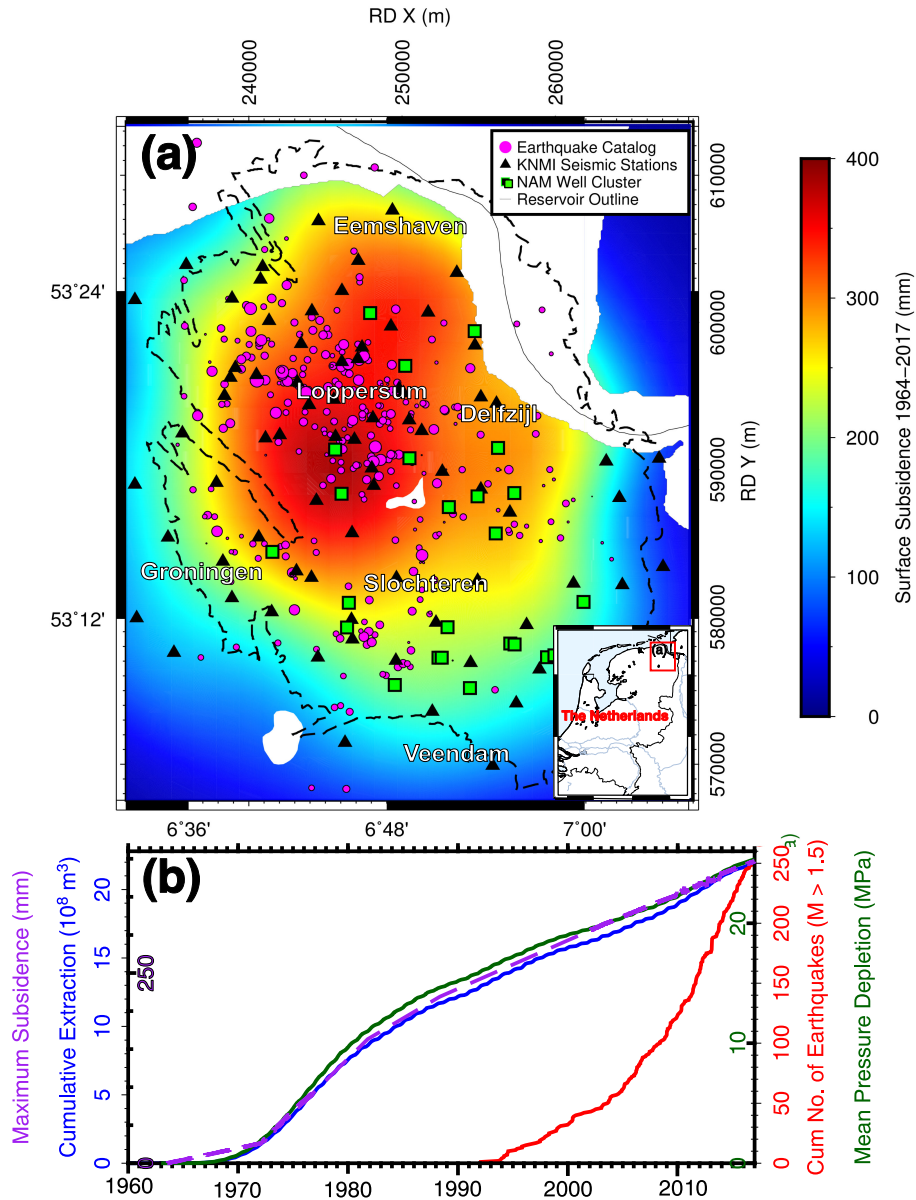 RD X (m)
240000
250000
260000
(a)
Earthquake Catalog
KNMI Seismic Stations
NAM Well Cluster
Reservoir Outline
Eemshaven
Loppersum
Delfzijl
Groningen
Slochteren
Veendam
53˚24'
53˚12'
6˚36'
6˚48'
7˚00'
610000
600000
590000
580000
570000
RD Y (m)
(a)
The Netherlands
400
300
200
100
0
Surface Subsidence 1964–2017 (mm)
(b)
Maximum Subsidence (mm)
Cumulative Extraction (10⁸ m³)
20
15
10
5
0
250
0
1960
1970
1980
1990
2000
2010
20
10
0
250
200
150
100
50
0
a)
Cum No. of Earthquakes (M > 1.5)
Mean Pressure Depletion (MPa)